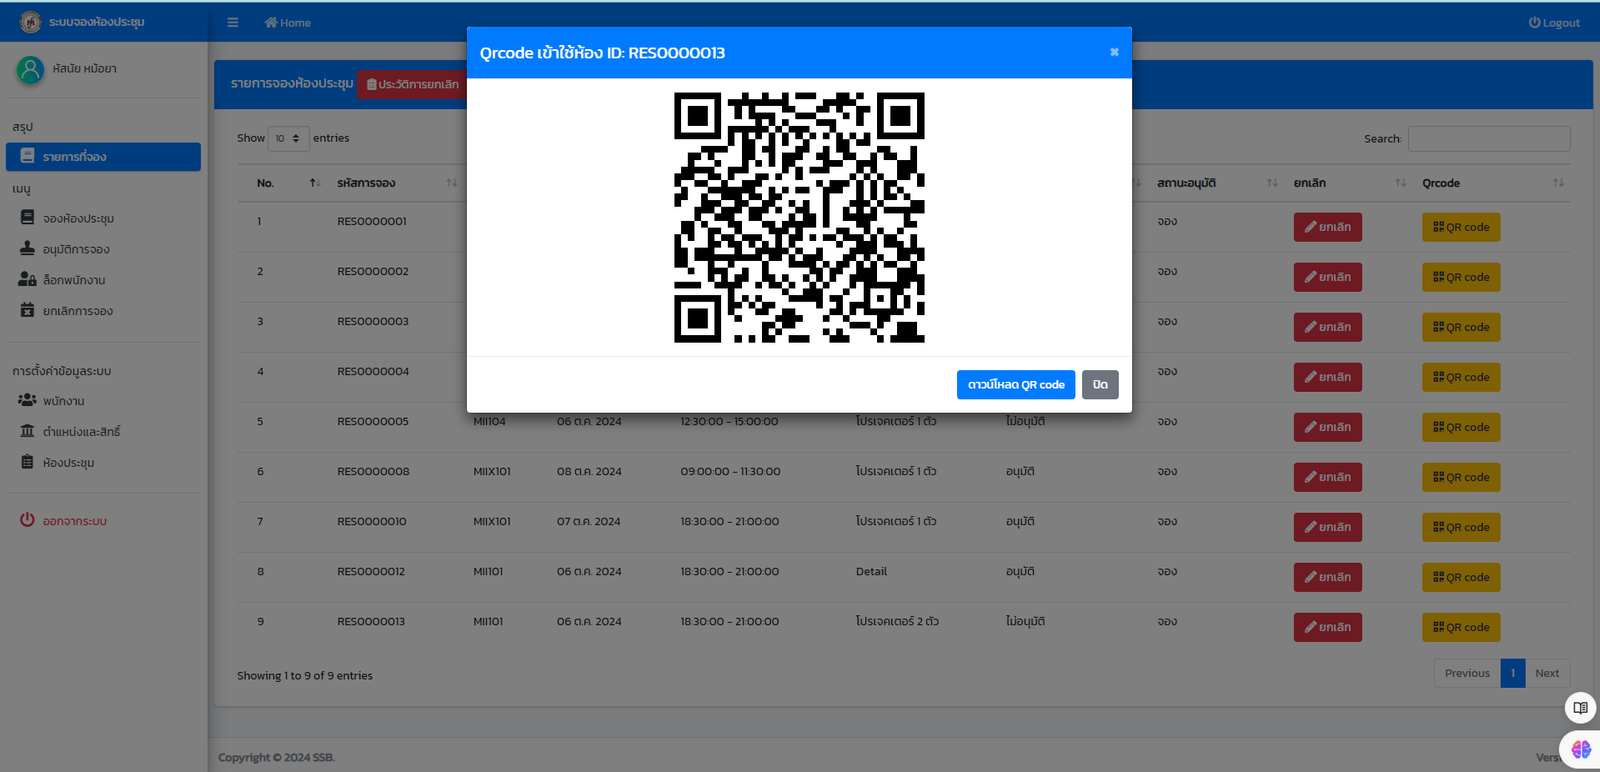 ระบบจองห้องประชุม
Home
Logout
Qrcode เข้าใช้ห้อง ID: RES0000013
×
หัสนัย หม้อยา
รายการจองห้องประชุม ประวัติการยกเลิก
สรุป
รายการที่จอง
เมนู
จองห้องประชุม
อนุมัติการจอง
ล็อกพนักงาน
ยกเลิกการจอง
การตั้งค่าข้อมูลระบบ
พนักงาน
ตำแหน่งและสิทธิ์
ห้องประชุม
ออกจากระบบ
Show 10 entries
Search:
No. รหัสการจอง สถานะอนุมัติ ยกเลิก Qrcode
1 RES0000001 จอง ยกเลิก QR code
2 RES0000002 จอง ยกเลิก QR code
3 RES0000003 จอง ยกเลิก QR code
4 RES0000004 จอง ยกเลิก QR code
ดาวน์โหลด QR code ปิด
5 RES0000005 MII104 06 ต.ค. 2024 12:30:00 - 15:00:00 โปรเจคเตอร์ 1 ตัว ไม่อนุมัติ จอง ยกเลิก QR code
6 RES0000008 MIIX101 08 ต.ค. 2024 09:00:00 - 11:30:00 โปรเจคเตอร์ 1 ตัว อนุมัติ จอง ยกเลิก QR code
7 RES0000010 MIIX101 07 ต.ค. 2024 18:30:00 - 21:00:00 โปรเจคเตอร์ 1 ตัว อนุมัติ จอง ยกเลิก QR code
8 RES0000012 MII101 06 ต.ค. 2024 18:30:00 - 21:00:00 Detail อนุมัติ จอง ยกเลิก QR code
9 RES0000013 MII101 06 ต.ค. 2024 18:30:00 - 21:00:00 โปรเจคเตอร์ 2 ตัว ไม่อนุมัติ จอง ยกเลิก QR code
Showing 1 to 9 of 9 entries
Previous 1 Next
Copyright © 2024 SSB.